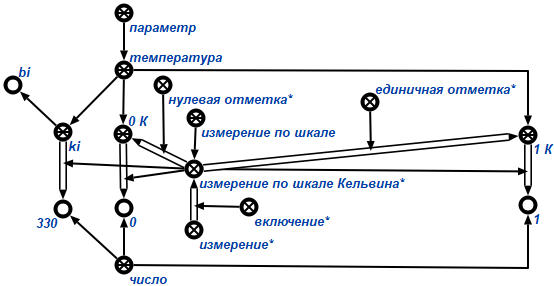 параметр
температура
bi
нулевая отметка*
единичная отметка*
0 К
измерение по шкале
ki
1 К
измерение по шкале Кельвина*
330
0
включение*
1
измерение*
число